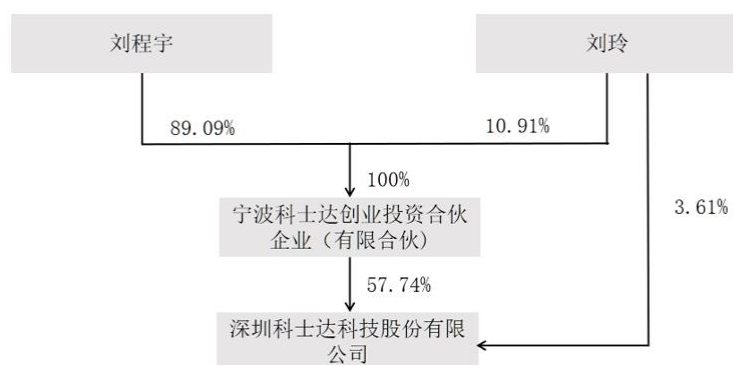 刘程宇
刘玲
89.09%
10.91%
100%
3.61%
宁波科士达创业投资合伙
企业（有限合伙)
57.74%
深圳科士达科技股份有限
公司